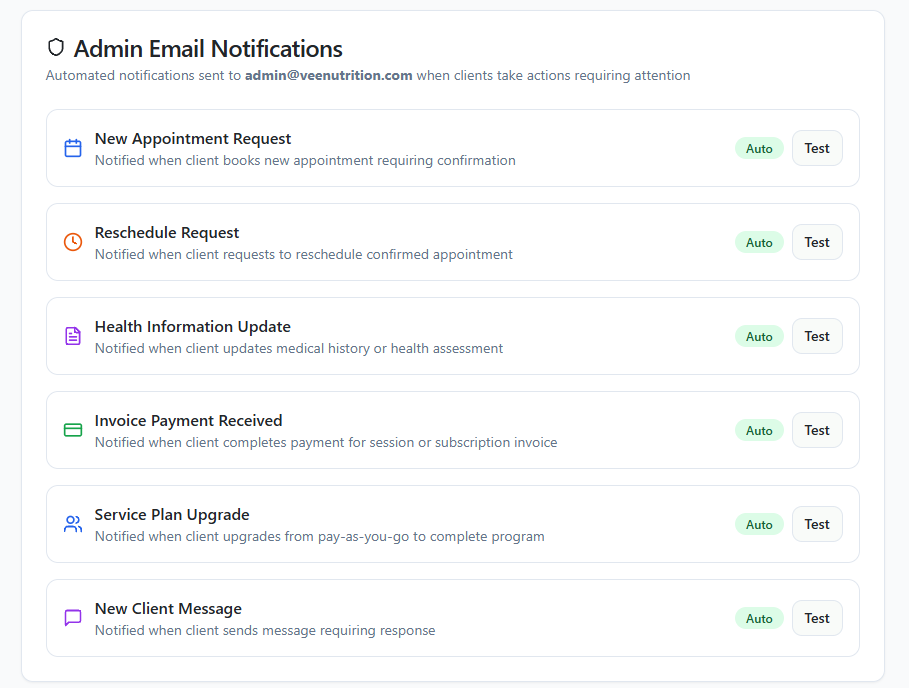 Admin Email Notifications
Automated notifications sent to admin@veenutrition.com when clients take actions requiring attention
New Appointment Request
Notified when client books new appointment requiring confirmation
Auto
Test
Reschedule Request
Notified when client requests to reschedule confirmed appointment
Auto
Test
Health Information Update
Notified when client updates medical history or health assessment
Auto
Test
Invoice Payment Received
Notified when client completes payment for session or subscription invoice
Auto
Test
Service Plan Upgrade
Notified when client upgrades from pay-as-you-go to complete program
Auto
Test
New Client Message
Notified when client sends message requiring response
Auto
Test